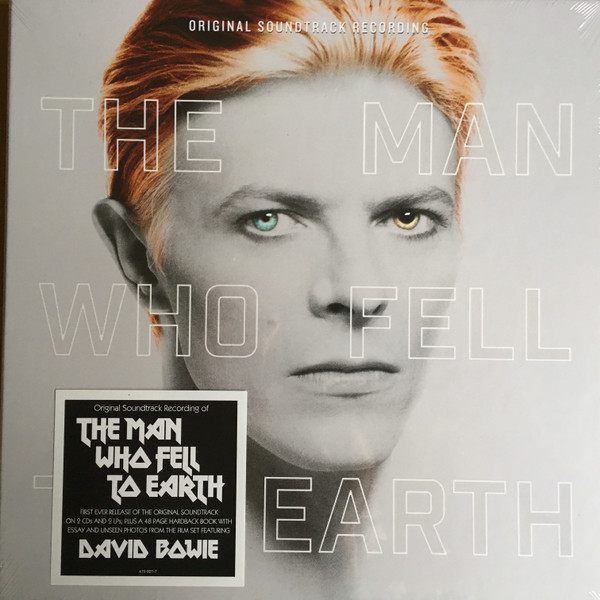 ORIGINAL SOUNDTRACK RECORDING
THE MAN
WHO FELL
T EARTH
Original Soundtrack Recording of
THE MAN
WHO FELL
TO EARTH
FIRST EVER RELEASE OF THE ORIGINAL SOUNDTRACK
ON 2 CDs AND 2 LPs, PLUS A 48 PAGE HARDBACK BOOK WITH
ESSAY AND UNSEEN PHOTOS FROM THE FILM SET FEATURING
DAVID BOWIE